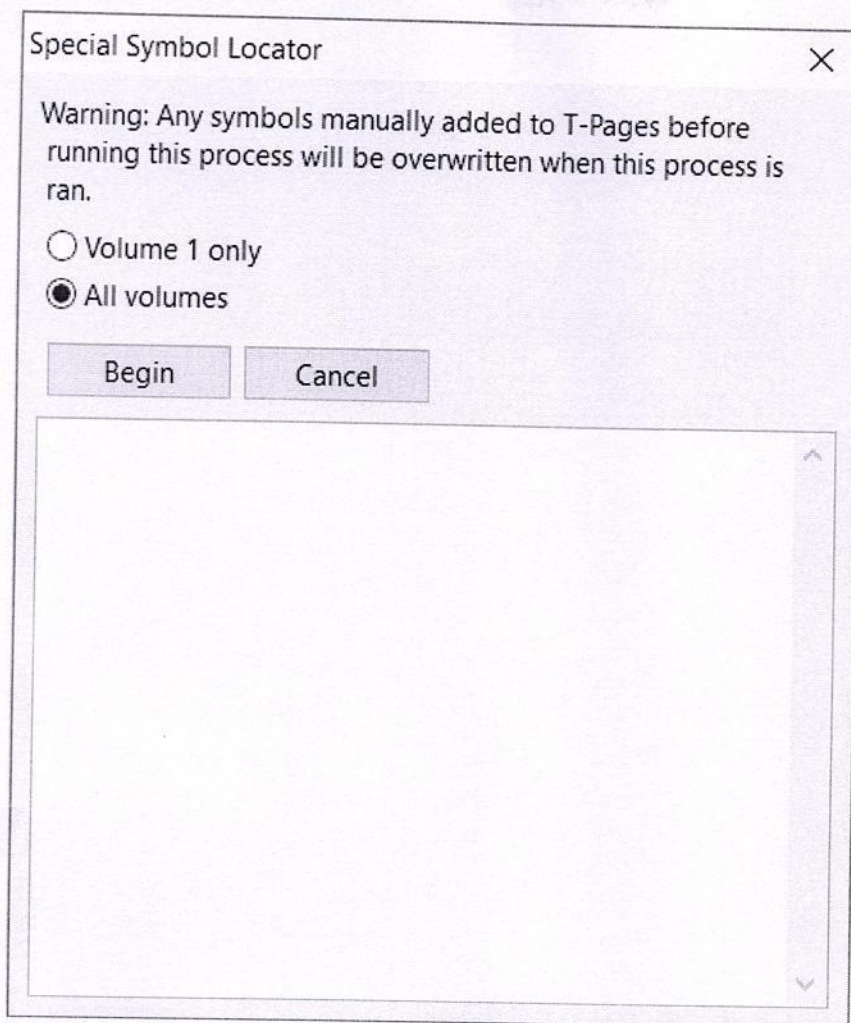 Special Symbol Locator
Warning: Any symbols manually added to T-Pages before
running this process will be overwritten when this process is
ran.
Volume 1 only
All volumes
Begin
Cancel